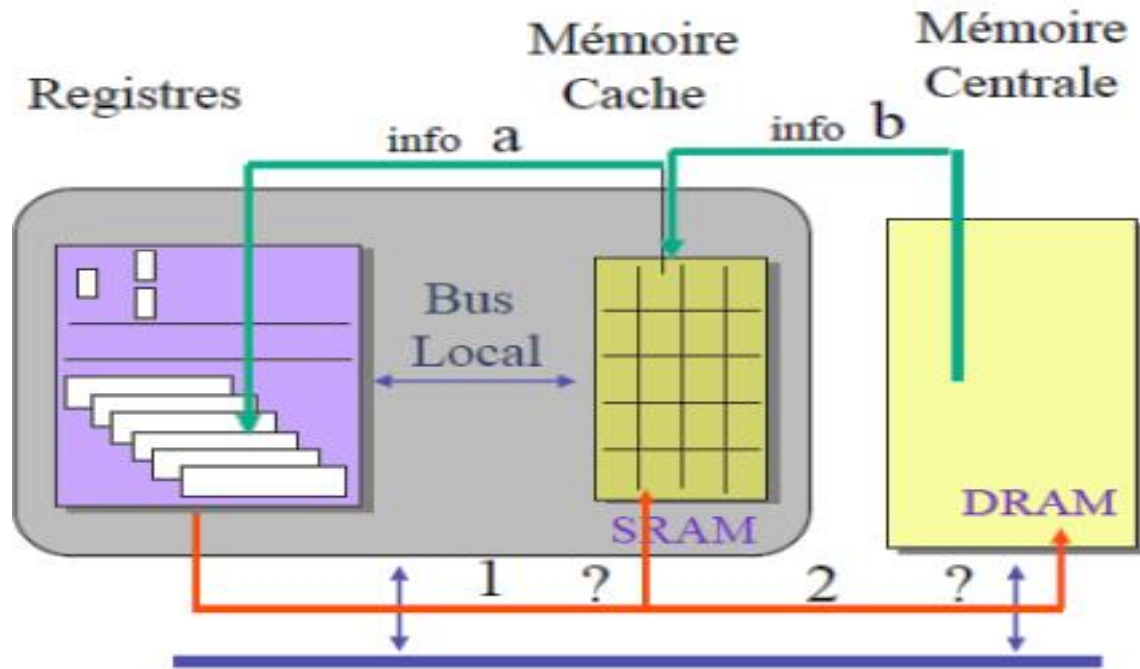 Registres
Mémoire
Cache
Mémoire
Centrale
info a
info b
Bus
Local
SRAM
DRAM
1 ?
2 ?